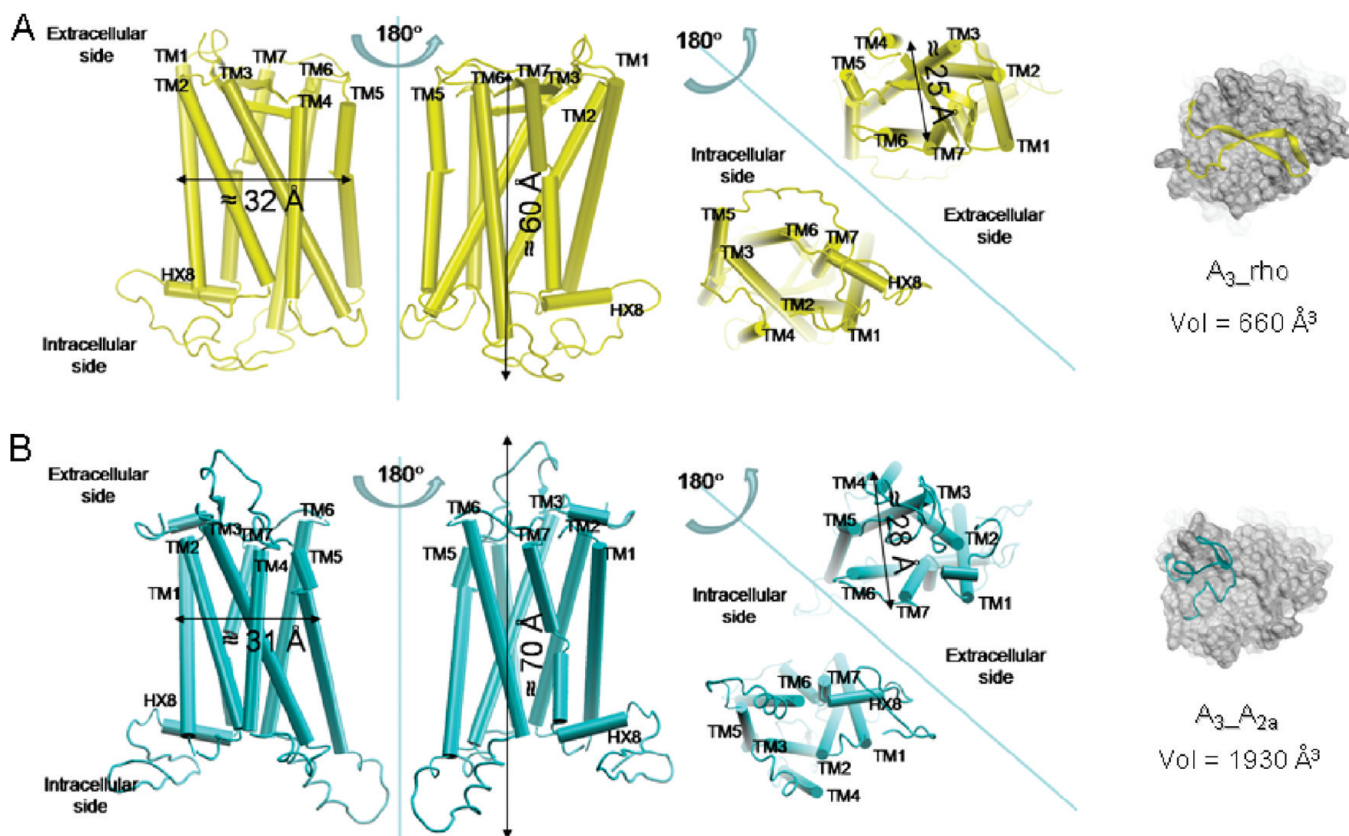 A
Extracellular
side
180°
TM1
TM7
TM6
TM3
TM2
TM4
TM5
≈ 32 Å
HX8
Intracellular
side
TM1
TM6
TM7
TM3
TM5
TM2
≈ 60 Å
HX8
180°
TM3
TM4
TM5
TM2
≈ 25 Å
TM6
TM7
TM1
Intracellular
side
Extracellular
side
TM5
TM6
TM7
TM3
HX8
TM2
TM4
TM1
A₃_rho
Vol = 660 Å³
B
Extracellular
side
180°
TM6
TM3
TM7
TM2
TM4
TM5
TM1
≈ 31 Å
HX8
Intracellular
side
TM6
TM3
TM2
TM7
TM5
TM1
≈ 70 Å
HX8
180°
TM4
TM3
TM5
TM2
≈ 28 Å
TM6
TM7
TM1
Intracellular
side
Extracellular
side
TM6
TM7
HX8
TM5
TM3
TM1
TM2
TM4
A₃_A₂ₐ
Vol = 1930 Å³